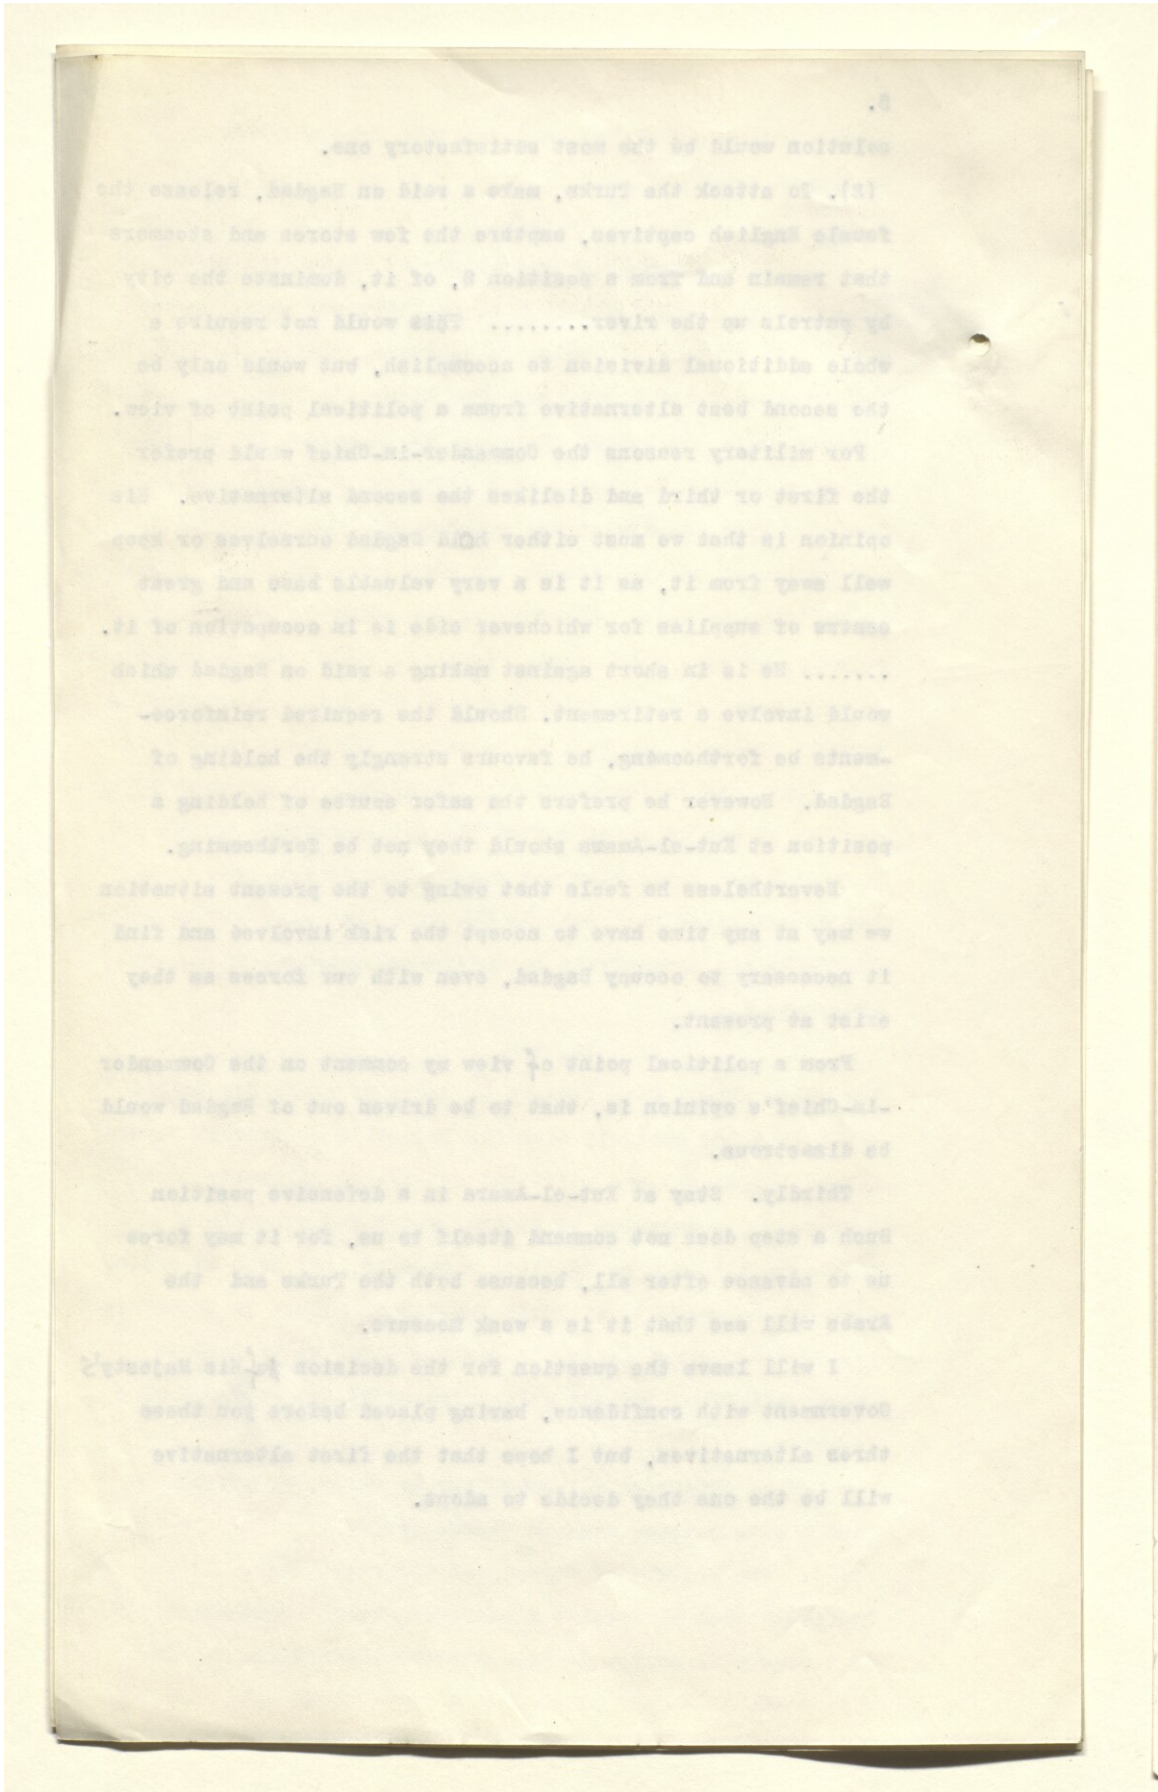 5.
solution would be the most satisfactory one.
(2). To attack the Turks, make a raid on Bagdad, release the
female English captives, capture the few stores and steamers
that remain and from a position S. of it, dominate the city
by patrols up the river........ This would not require a
whole additional division to accomplish, but would only be
the second best alternative from a political point of view.
For military reasons the Commander-in-Chief would prefer
the first or third and dislikes the second alternative. His
opinion is that we must either hold Bagdad ourselves or keep
well away from it, as it is a very valuable base and great
centre of supplies for whichever side is in occupation of it.
....... He is in short against making a raid on Bagdad which
would involve a retirement. Should the required reinforce-
-ments be forthcoming, he favours strongly the holding of
Bagdad. However he prefers the safer course of holding a
position at Kut-el-Amara should they not be forthcoming.
Nevertheless he feels that owing to the present situation
we may at any time have to accept the risk involved and find
it necessary to occupy Bagdad, even with our forces as they
exist at present.
From a political point of view my comment on the Commander
-in-Chief's opinion is, that to be driven out of Bagdad would
be disastrous.
Thirdly. Stay at Kut-el-Amara in a defensive position
Such a step does not commend itself to us, for it may force
us to advance after all, because both the Turks and the
Arabs will see that it is a weak measure.
I will leave the question for the decision of His Majesty's
Government with confidence, having placed before you these
three alternatives, but I hope that the first alternative
will be the one they decide to adopt.